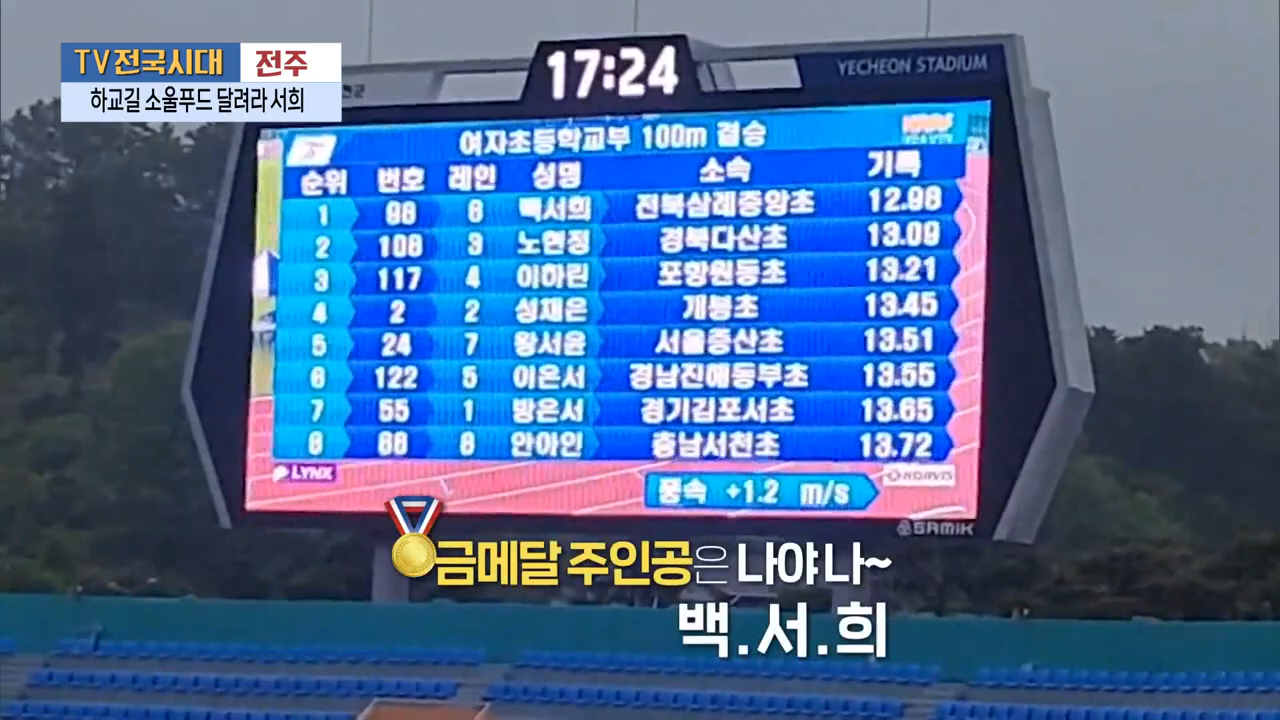 TV전국시대 전주
하교길 소울푸드 달려라 서희
17:24
YECHEON STADIUM
여자초등학교부 100m 결승
순위 번호 레인 성명 소속 기록
1 98 6 백서희 전북삼례중앙초 12.98
2 108 3 노현정 경북다산초 13.09
3 117 4 이하린 포항원동초 13.21
4 2 2 성재은 개봉초 13.45
5 24 7 왕서윤 서울증산초 13.51
6 122 5 이은서 경남진해동부초 13.55
7 55 1 방은서 경기김포서초 13.65
8 88 8 안아인 충남서천초 13.72
LYNX
풍속 +1.2 m/s
SAMIK
금메달 주인공은 나야 나~
백.서.희